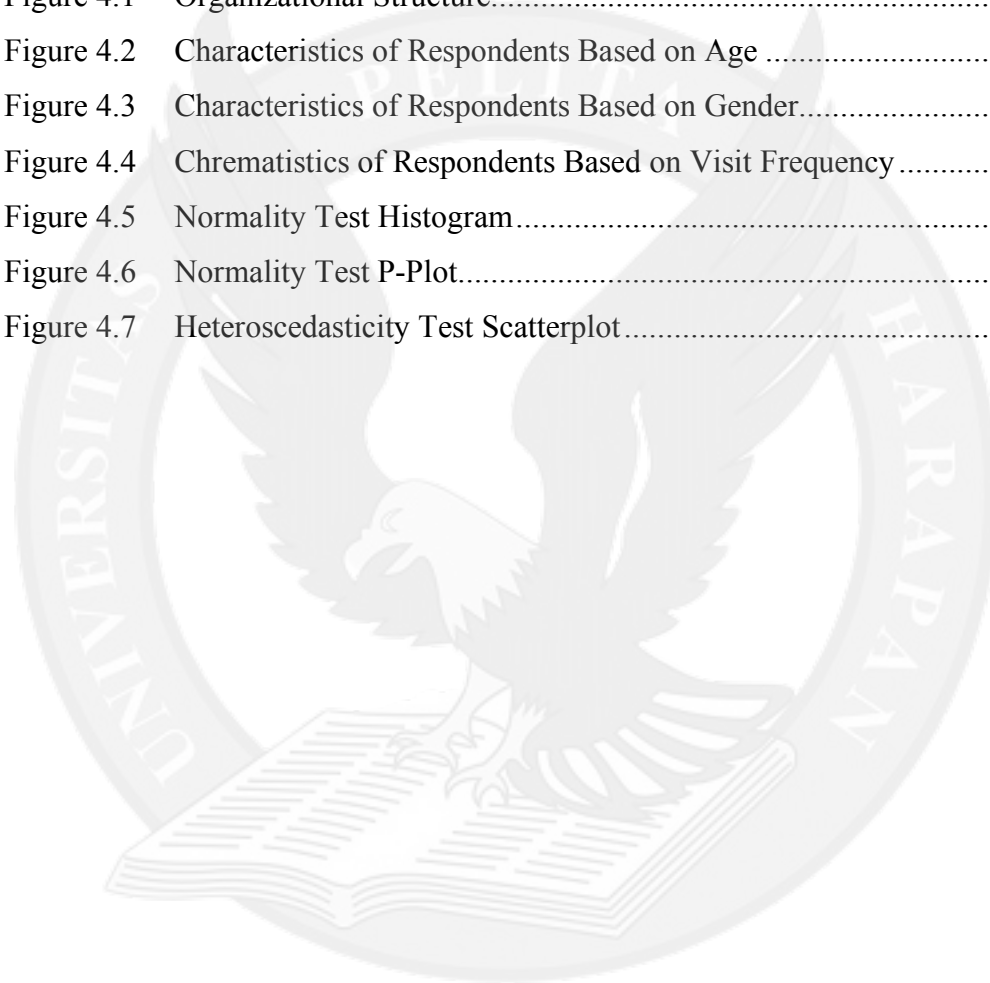 Figure 4.1 Organizational Structure..........................................................................
Figure 4.2 Characteristics of Respondents Based on Age ............................
Figure 4.3 Characteristics of Respondents Based on Gender........................
Figure 4.4 Chrematistics of Respondents Based on Visit Frequency ...........
Figure 4.5 Normality Test Histogram.............................................................
Figure 4.6 Normality Test P-Plot....................................................................
Figure 4.7 Heteroscedasticity Test Scatterplot...............................................
UNIVERSITAS PELITA HARAPAN